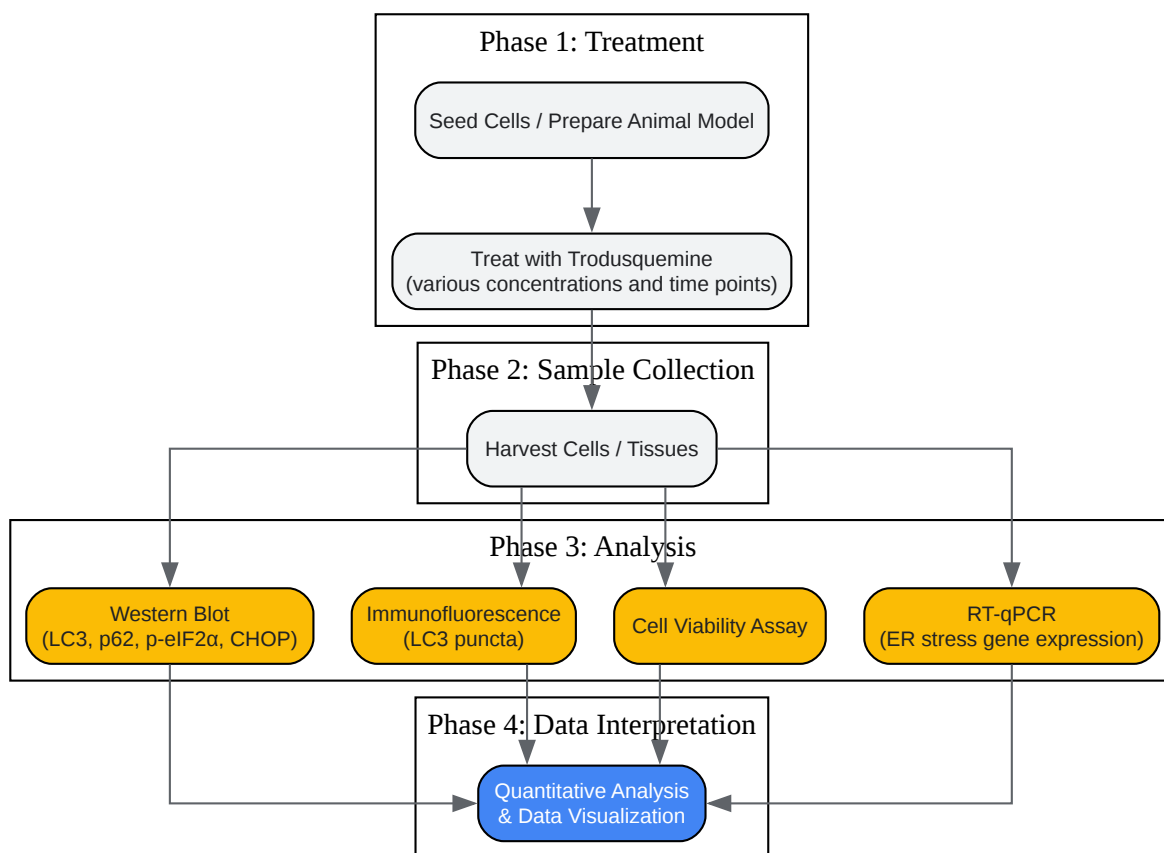 Phase 1: Treatment
Seed Cells / Prepare Animal Model
Treat with Trodusquemine
(various concentrations and time points)
Phase 2: Sample Collection
Harvest Cells / Tissues
Phase 3: Analysis
Western Blot
(LC3, p62, p-eIF2α, CHOP)
Immunofluorescence
(LC3 puncta)
Cell Viability Assay
RT-qPCR
(ER stress gene expression)
Phase 4: Data Interpretation
Quantitative Analysis
& Data Visualization